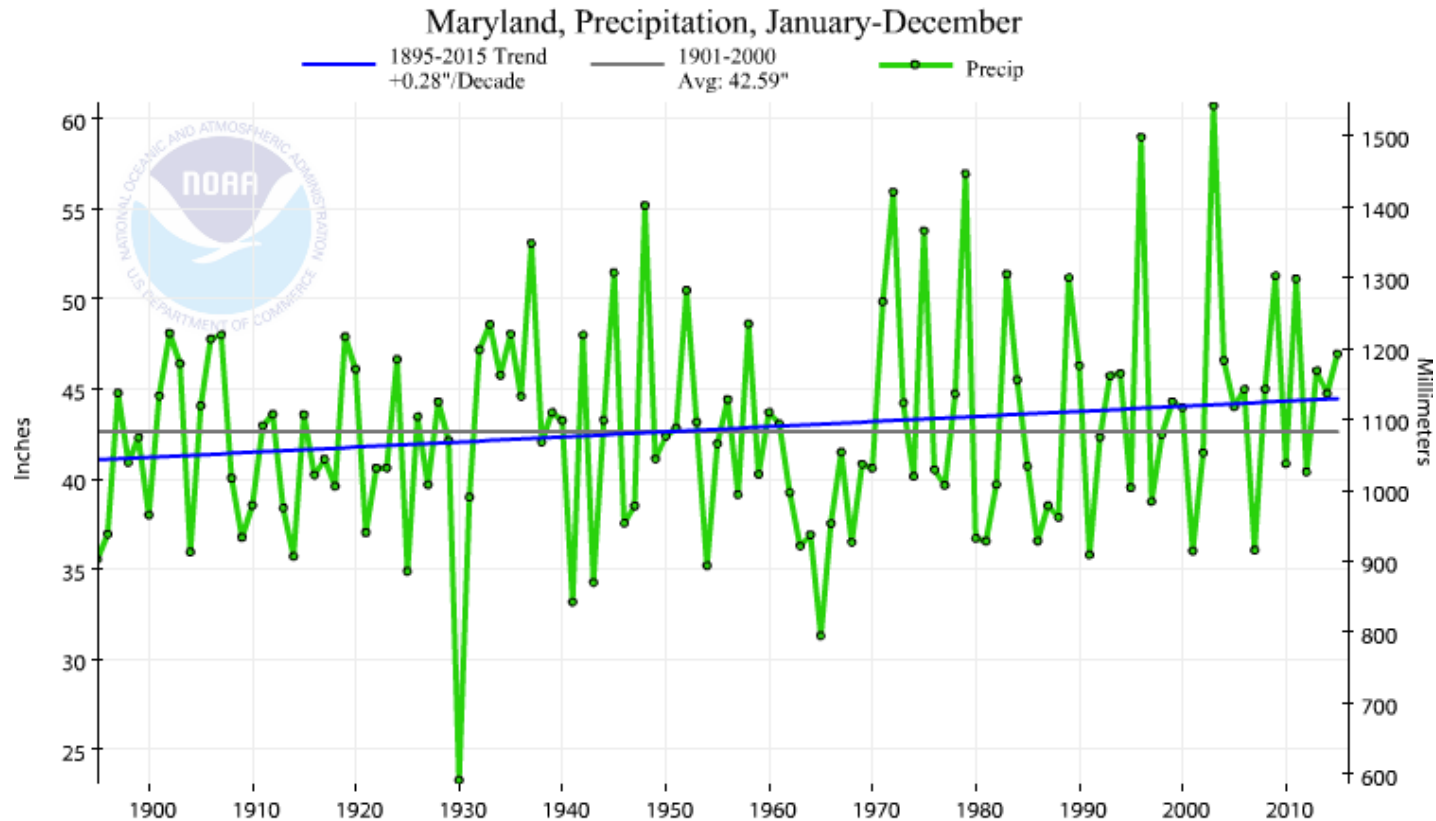 Maryland, Precipitation, January-December
1895-2015 Trend
+0.28"/Decade
1901-2000
Avg: 42.59"
Precip
NATIONAL OCEANIC AND ATMOSPHERIC ADMINISTRATION
NOAA
U.S. DEPARTMENT OF COMMERCE
Inches
60
55
50
45
40
35
30
25
1500
1400
1300
1200
1100
1000
900
800
700
600
Millimeters
1900 1910 1920 1930 1940 1950 1960 1970 1980 1990 2000 2010